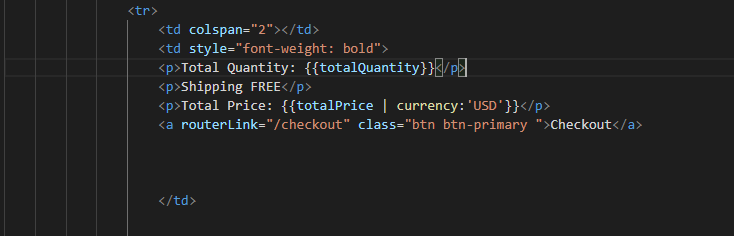 <tr>
<td colspan="2"></td>
<td style="font-weight: bold">
<p>Total Quantity: {{totalQuantity}}</p>
<p>Shipping FREE</p>
<p>Total Price: {{totalPrice | currency:'USD'}}</p>
<a routerLink="/checkout" class="btn btn-primary ">Checkout</a>
</td>